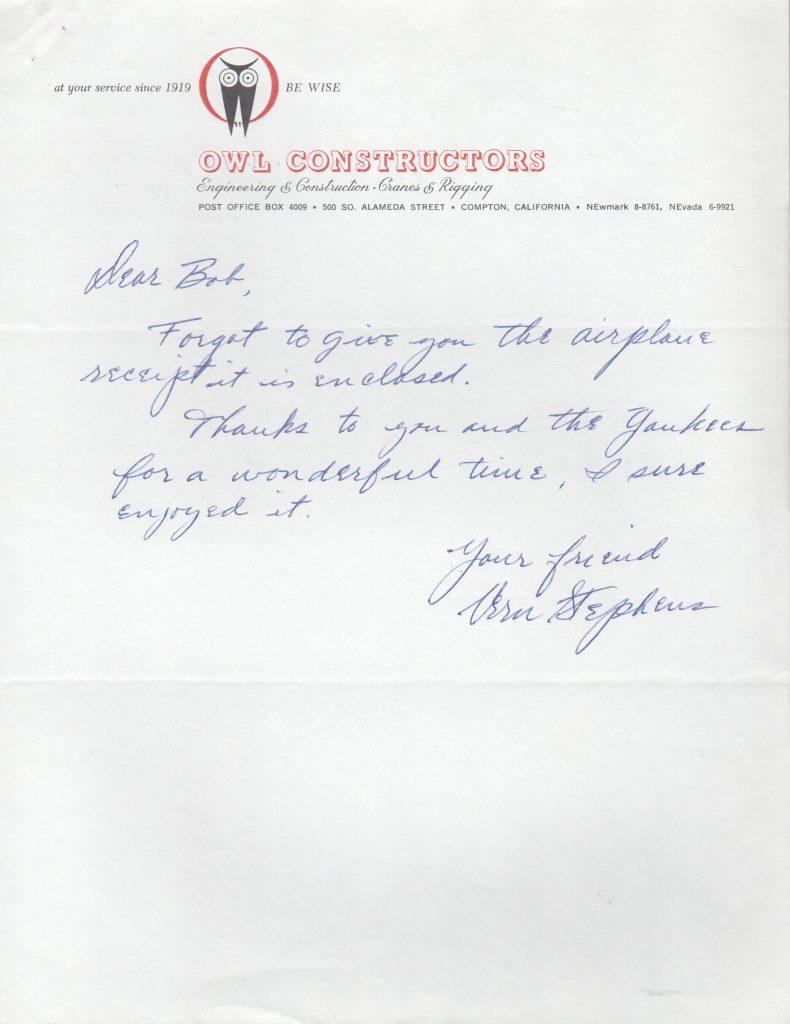 at your service since 1919 BE WISE
OWL CONSTRUCTORS
Engineering & Construction • Cranes & Rigging
POST OFFICE BOX 4009 • 500 SO. ALAMEDA STREET • COMPTON, CALIFORNIA • NEwmark 8-8761, NEvada 6-9921
Dear Bob,
Forgot to give you the airplane
receipt it is enclosed.
Thanks to you and the Yankees
for a wonderful time, I sure
enjoyed it.
Your friend
Vern Stephens